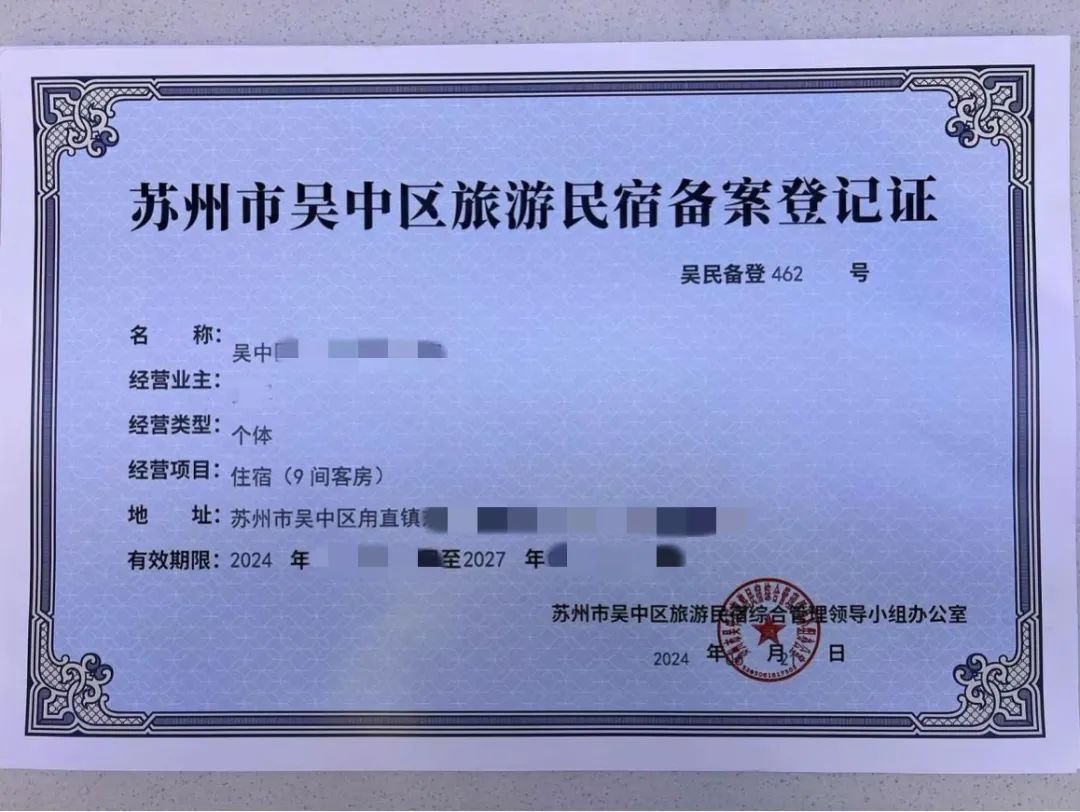 苏州市吴中区旅游民宿备案登记证
吴民备登 462 号
名 称：吴中
经营业主：
经营类型：个体
经营项目：住宿（9 间客房）
地 址：苏州市吴中区甪直镇
有效期限：2024 年 至2027 年
苏州市吴中区旅游民宿综合管理领导小组办公室
2024 年 月 日